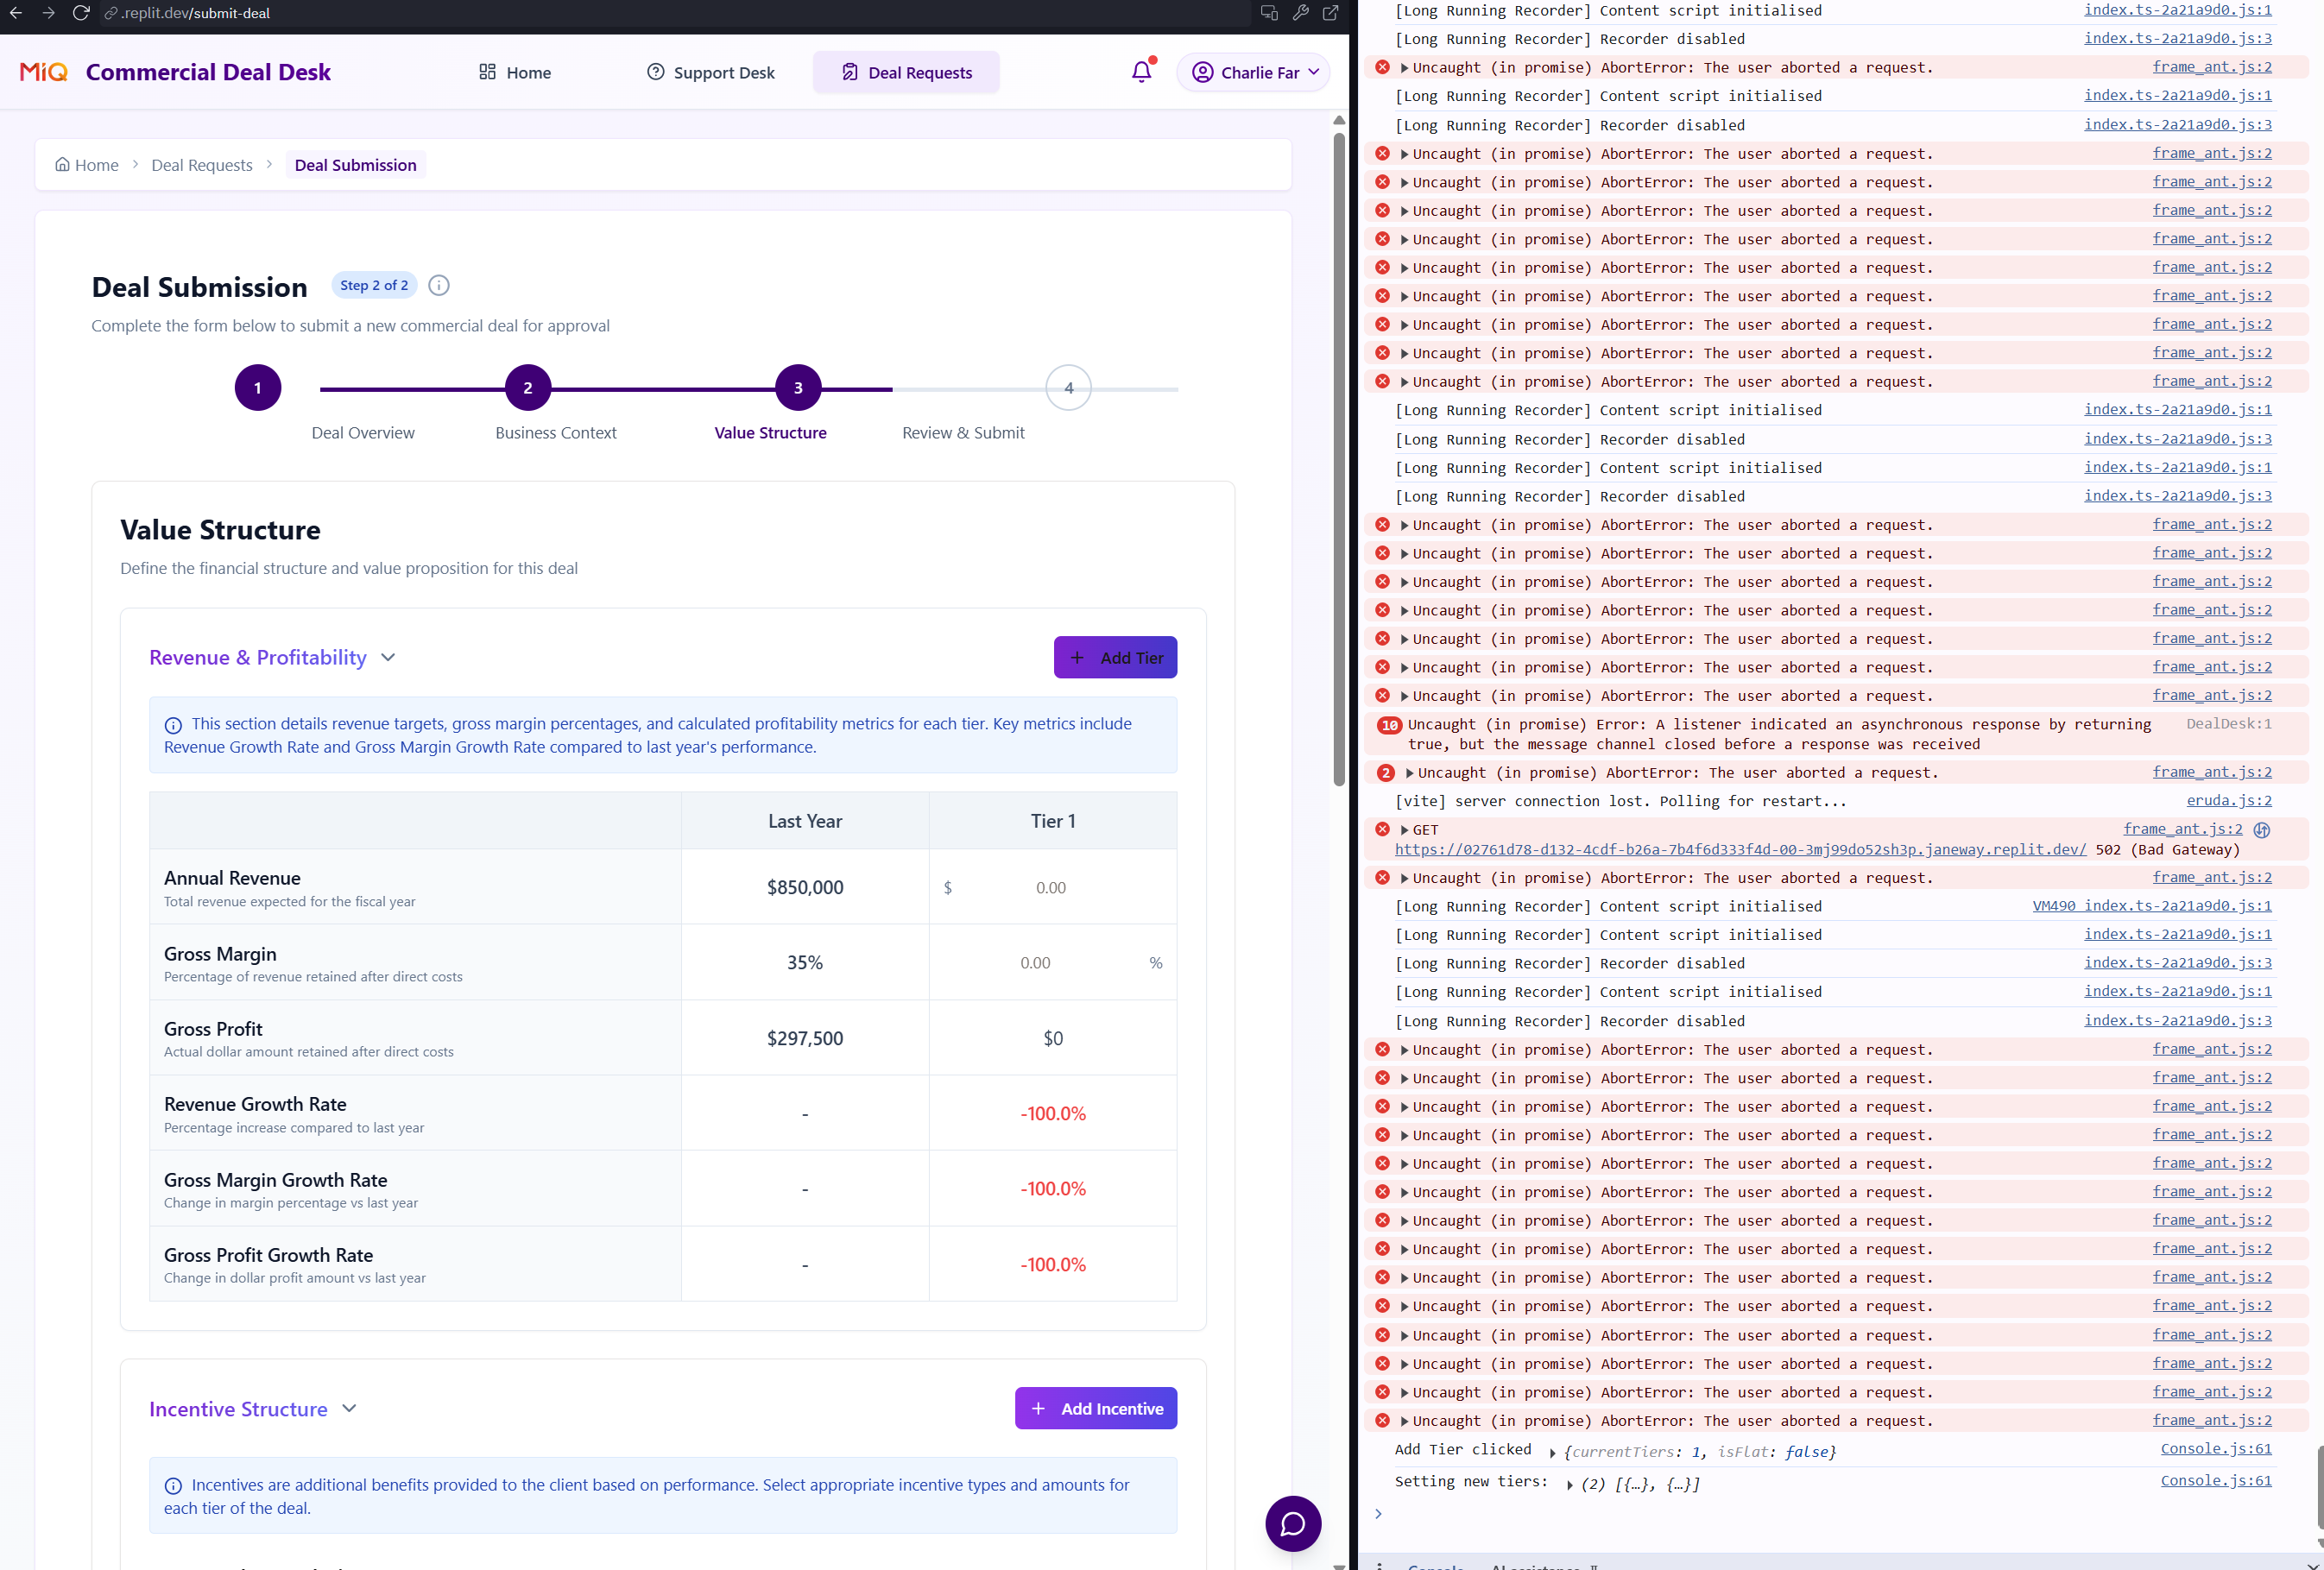 .replit.dev/submit-deal
MiQ Commercial Deal Desk
Home
Support Desk
Deal Requests
Charlie Far
Home
Deal Requests
Deal Submission
Deal Submission
Step 2 of 2
Complete the form below to submit a new commercial deal for approval
1
2
3
4
Deal Overview
Business Context
Value Structure
Review & Submit
Value Structure
Define the financial structure and value proposition for this deal
Revenue & Profitability
+ Add Tier
This section details revenue targets, gross margin percentages, and calculated profitability metrics for each tier. Key metrics include
Revenue Growth Rate and Gross Margin Growth Rate compared to last year's performance.
Last Year
Tier 1
Annual Revenue
Total revenue expected for the fiscal year
$850,000
$ 0.00
Gross Margin
Percentage of revenue retained after direct costs
35%
0.00 %
Gross Profit
Actual dollar amount retained after direct costs
$297,500
$0
Revenue Growth Rate
Percentage increase compared to last year
-
-100.0%
Gross Margin Growth Rate
Change in margin percentage vs last year
-
-100.0%
Gross Profit Growth Rate
Change in dollar profit amount vs last year
-
-100.0%
Incentive Structure
+ Add Incentive
Incentives are additional benefits provided to the client based on performance. Select appropriate incentive types and amounts for
each tier of the deal.
[Long Running Recorder] Content script initialised index.ts-2a21a9d0.js:1
[Long Running Recorder] Recorder disabled index.ts-2a21a9d0.js:3
Uncaught (in promise) AbortError: The user aborted a request. frame_ant.js:2
[Long Running Recorder] Content script initialised index.ts-2a21a9d0.js:1
[Long Running Recorder] Recorder disabled index.ts-2a21a9d0.js:3
Uncaught (in promise) AbortError: The user aborted a request. frame_ant.js:2
Uncaught (in promise) AbortError: The user aborted a request. frame_ant.js:2
Uncaught (in promise) AbortError: The user aborted a request. frame_ant.js:2
Uncaught (in promise) AbortError: The user aborted a request. frame_ant.js:2
Uncaught (in promise) AbortError: The user aborted a request. frame_ant.js:2
Uncaught (in promise) AbortError: The user aborted a request. frame_ant.js:2
Uncaught (in promise) AbortError: The user aborted a request. frame_ant.js:2
Uncaught (in promise) AbortError: The user aborted a request. frame_ant.js:2
Uncaught (in promise) AbortError: The user aborted a request. frame_ant.js:2
[Long Running Recorder] Content script initialised index.ts-2a21a9d0.js:1
[Long Running Recorder] Recorder disabled index.ts-2a21a9d0.js:3
[Long Running Recorder] Content script initialised index.ts-2a21a9d0.js:1
[Long Running Recorder] Recorder disabled index.ts-2a21a9d0.js:3
Uncaught (in promise) AbortError: The user aborted a request. frame_ant.js:2
Uncaught (in promise) AbortError: The user aborted a request. frame_ant.js:2
Uncaught (in promise) AbortError: The user aborted a request. frame_ant.js:2
Uncaught (in promise) AbortError: The user aborted a request. frame_ant.js:2
Uncaught (in promise) AbortError: The user aborted a request. frame_ant.js:2
Uncaught (in promise) AbortError: The user aborted a request. frame_ant.js:2
Uncaught (in promise) AbortError: The user aborted a request. frame_ant.js:2
10 Uncaught (in promise) Error: A listener indicated an asynchronous response by returning DealDesk:1
true, but the message channel closed before a response was received
2 Uncaught (in promise) AbortError: The user aborted a request. frame_ant.js:2
[vite] server connection lost. Polling for restart... eruda.js:2
GET frame_ant.js:2
https://02761d78-d132-4cdf-b26a-7b4f6d333f4d-00-3mj99do52sh3p.janeway.replit.dev/ 502 (Bad Gateway)
Uncaught (in promise) AbortError: The user aborted a request. frame_ant.js:2
[Long Running Recorder] Content script initialised VM490 index.ts-2a21a9d0.js:1
[Long Running Recorder] Content script initialised index.ts-2a21a9d0.js:1
[Long Running Recorder] Recorder disabled index.ts-2a21a9d0.js:3
[Long Running Recorder] Content script initialised index.ts-2a21a9d0.js:1
[Long Running Recorder] Recorder disabled index.ts-2a21a9d0.js:3
Uncaught (in promise) AbortError: The user aborted a request. frame_ant.js:2
Uncaught (in promise) AbortError: The user aborted a request. frame_ant.js:2
Uncaught (in promise) AbortError: The user aborted a request. frame_ant.js:2
Uncaught (in promise) AbortError: The user aborted a request. frame_ant.js:2
Uncaught (in promise) AbortError: The user aborted a request. frame_ant.js:2
Uncaught (in promise) AbortError: The user aborted a request. frame_ant.js:2
Uncaught (in promise) AbortError: The user aborted a request. frame_ant.js:2
Uncaught (in promise) AbortError: The user aborted a request. frame_ant.js:2
Uncaught (in promise) AbortError: The user aborted a request. frame_ant.js:2
Uncaught (in promise) AbortError: The user aborted a request. frame_ant.js:2
Uncaught (in promise) AbortError: The user aborted a request. frame_ant.js:2
Uncaught (in promise) AbortError: The user aborted a request. frame_ant.js:2
Uncaught (in promise) AbortError: The user aborted a request. frame_ant.js:2
Uncaught (in promise) AbortError: The user aborted a request. frame_ant.js:2
Add Tier clicked {currentTiers: 1, isFlat: false} Console.js:61
Setting new tiers: (2) [{…}, {…}] Console.js:61